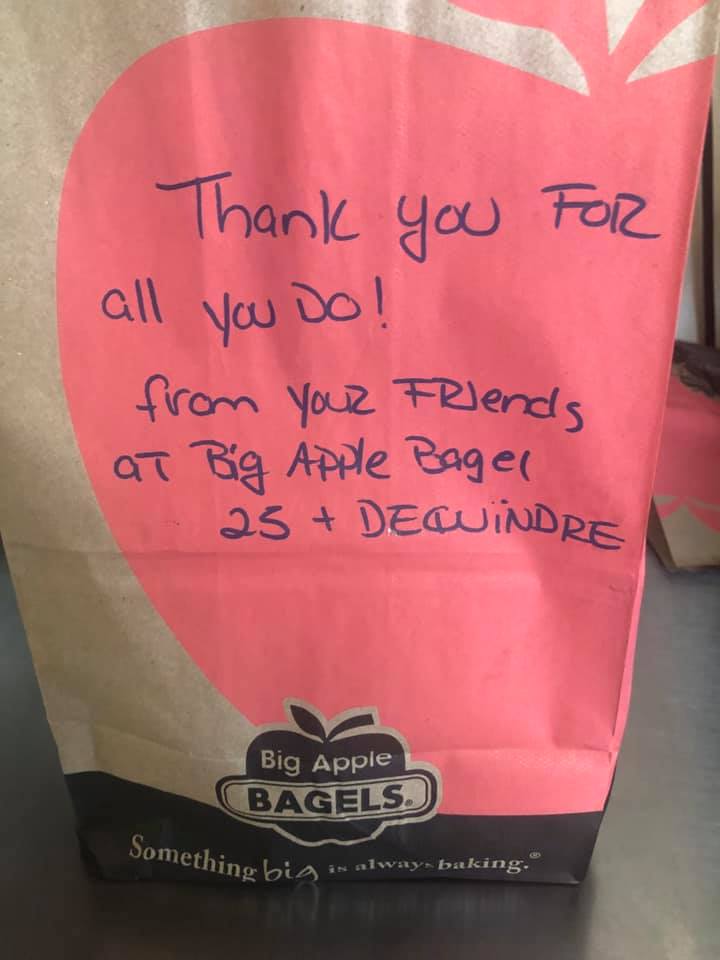 Thank you FOR
all you DO!
from your FRIends
at Big Apple Bagel
25 + DEQUiNDRE
Big Apple
BAGELS®
Something big is always baking.®